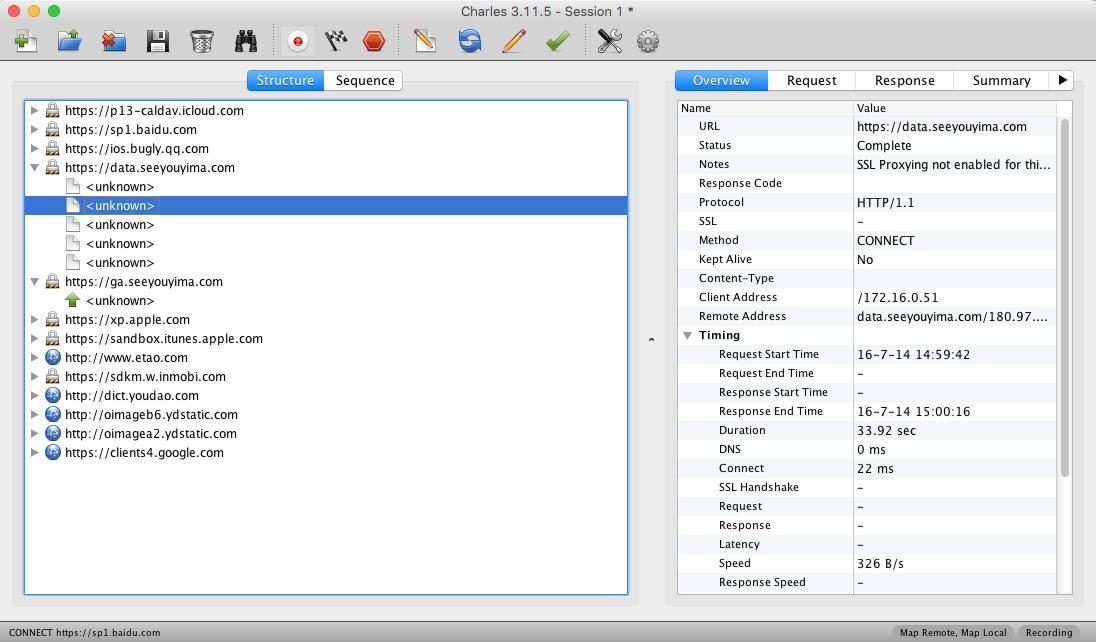 Charles 3.11.5 - Session 1 *
Structure Sequence
https://p13-caldav.icloud.com
https://sp1.baidu.com
https://ios.bugly.qq.com
https://data.seeyouyima.com
<unknown>
<unknown>
<unknown>
<unknown>
<unknown>
https://ga.seeyouyima.com
<unknown>
https://xp.apple.com
https://sandbox.itunes.apple.com
http://www.etao.com
https://sdkm.w.inmobi.com
http://dict.youdao.com
http://oimageb6.ydstatic.com
http://oimagea2.ydstatic.com
https://clients4.google.com
Overview Request Response Summary
Name Value
URL https://data.seeyouyima.com
Status Complete
Notes SSL Proxying not enabled for thi...
Response Code
Protocol HTTP/1.1
SSL -
Method CONNECT
Kept Alive No
Content-Type
Client Address /172.16.0.51
Remote Address data.seeyouyima.com/180.97....
Timing
Request Start Time 16-7-14 14:59:42
Request End Time -
Response Start Time -
Response End Time 16-7-14 15:00:16
Duration 33.92 sec
DNS 0 ms
Connect 22 ms
SSL Handshake -
Request -
Response -
Latency -
Speed 326 B/s
Response Speed -
CONNECT https://sp1.baidu.com
Map Remote, Map Local Recording